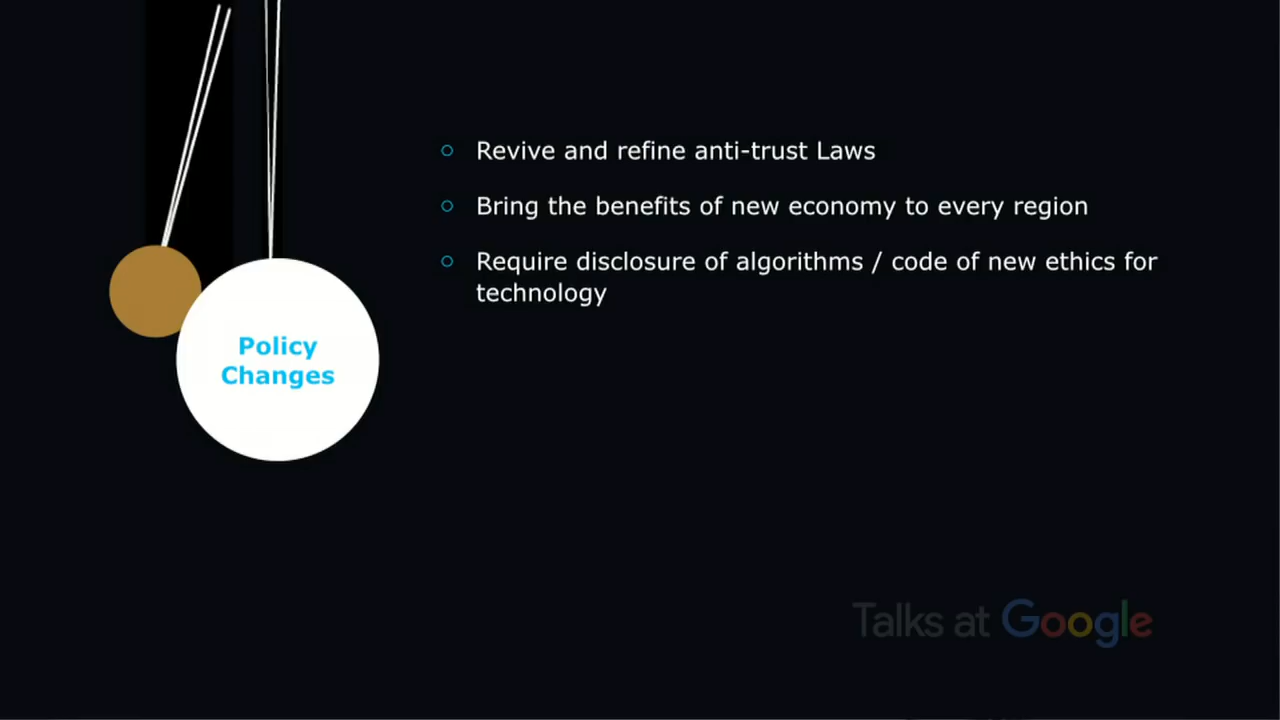 Revive and refine anti-trust Laws
Bring the benefits of new economy to every region
Require disclosure of algorithms / code of new ethics for
technology
Policy
Changes
Talks at Google